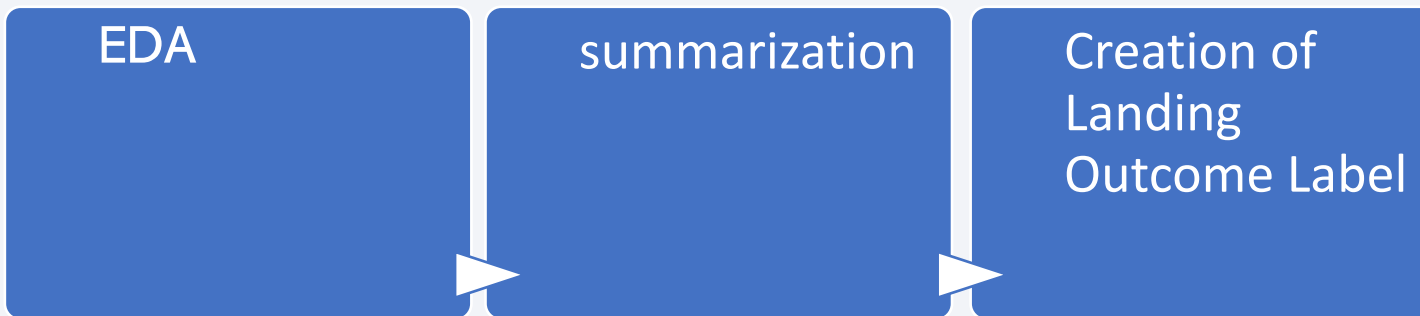 EDA
summarization
Creation of
Landing
Outcome Label